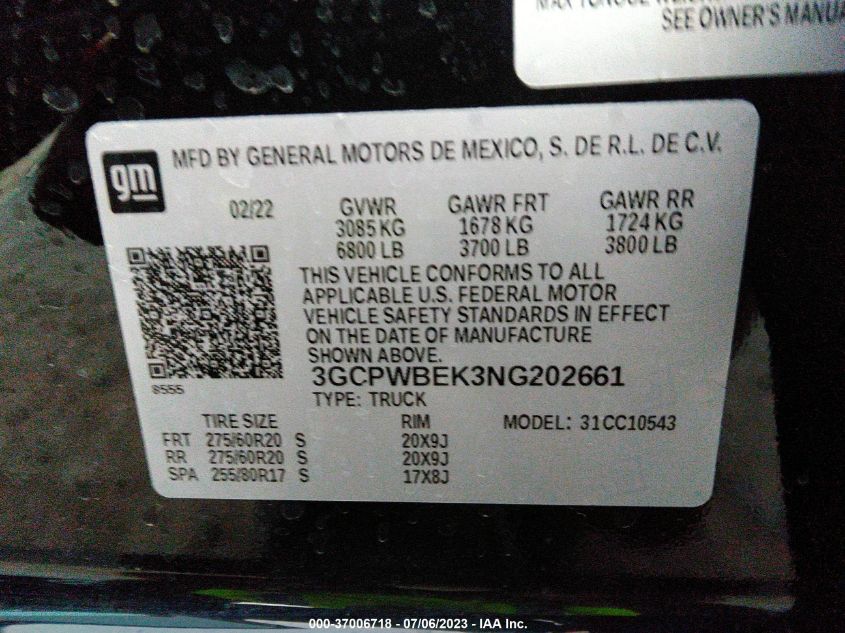 SEE OWNER'S MANUA
gm
MFD BY GENERAL MOTORS DE MEXICO, S. DE R.L. DE C.V.
02/22 GVWR GAWR FRT GAWR RR
3085 KG 1678 KG 1724 KG
6800 LB 3700 LB 3800 LB
THIS VEHICLE CONFORMS TO ALL
APPLICABLE U.S. FEDERAL MOTOR
VEHICLE SAFETY STANDARDS IN EFFECT
ON THE DATE OF MANUFACTURE
SHOWN ABOVE.
3GCPWBEK3NG202661
8555
TYPE: TRUCK
TIRE SIZE RIM MODEL: 31CC10543
FRT 275/60R20 S 20X9J
RR 275/60R20 S 20X9J
SPA 255/80R17 S 17X8J
000-37006718 - 07/06/2023 - IAA Inc.